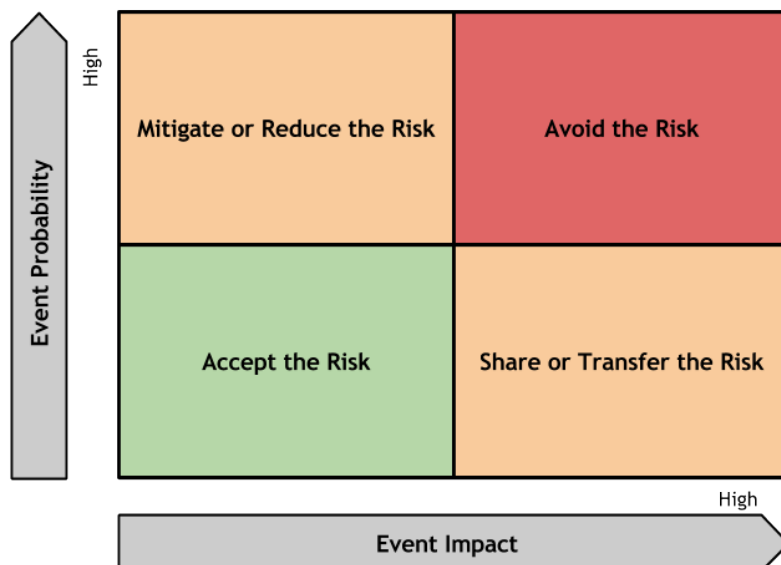 High
Event Probability
Mitigate or Reduce the Risk
Avoid the Risk
Accept the Risk
Share or Transfer the Risk
High
Event Impact